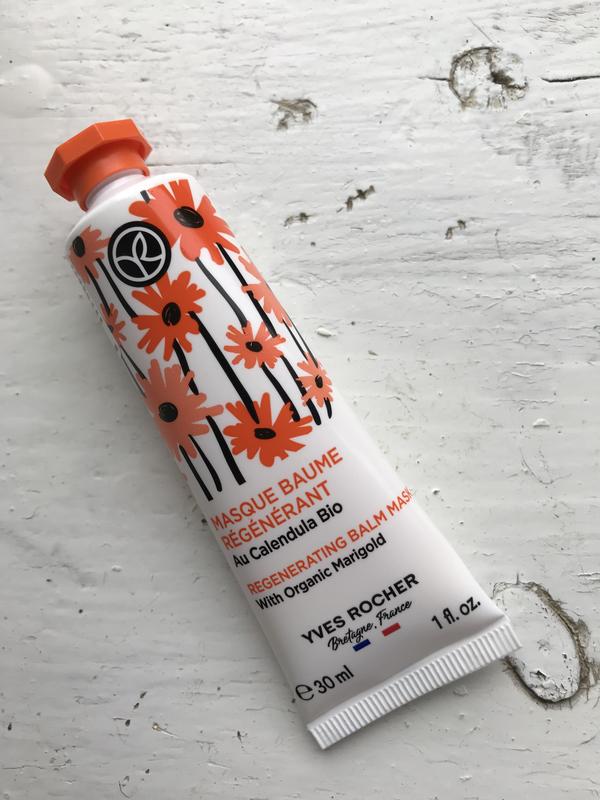 MASQUE BAUME
RÉGÉNÉRANT
Au Calendula Bio
REGENERATING BALM MASK
With Organic Marigold
YVES ROCHER
Bretagne, France
℮ 30 ml
1 fl.oz.